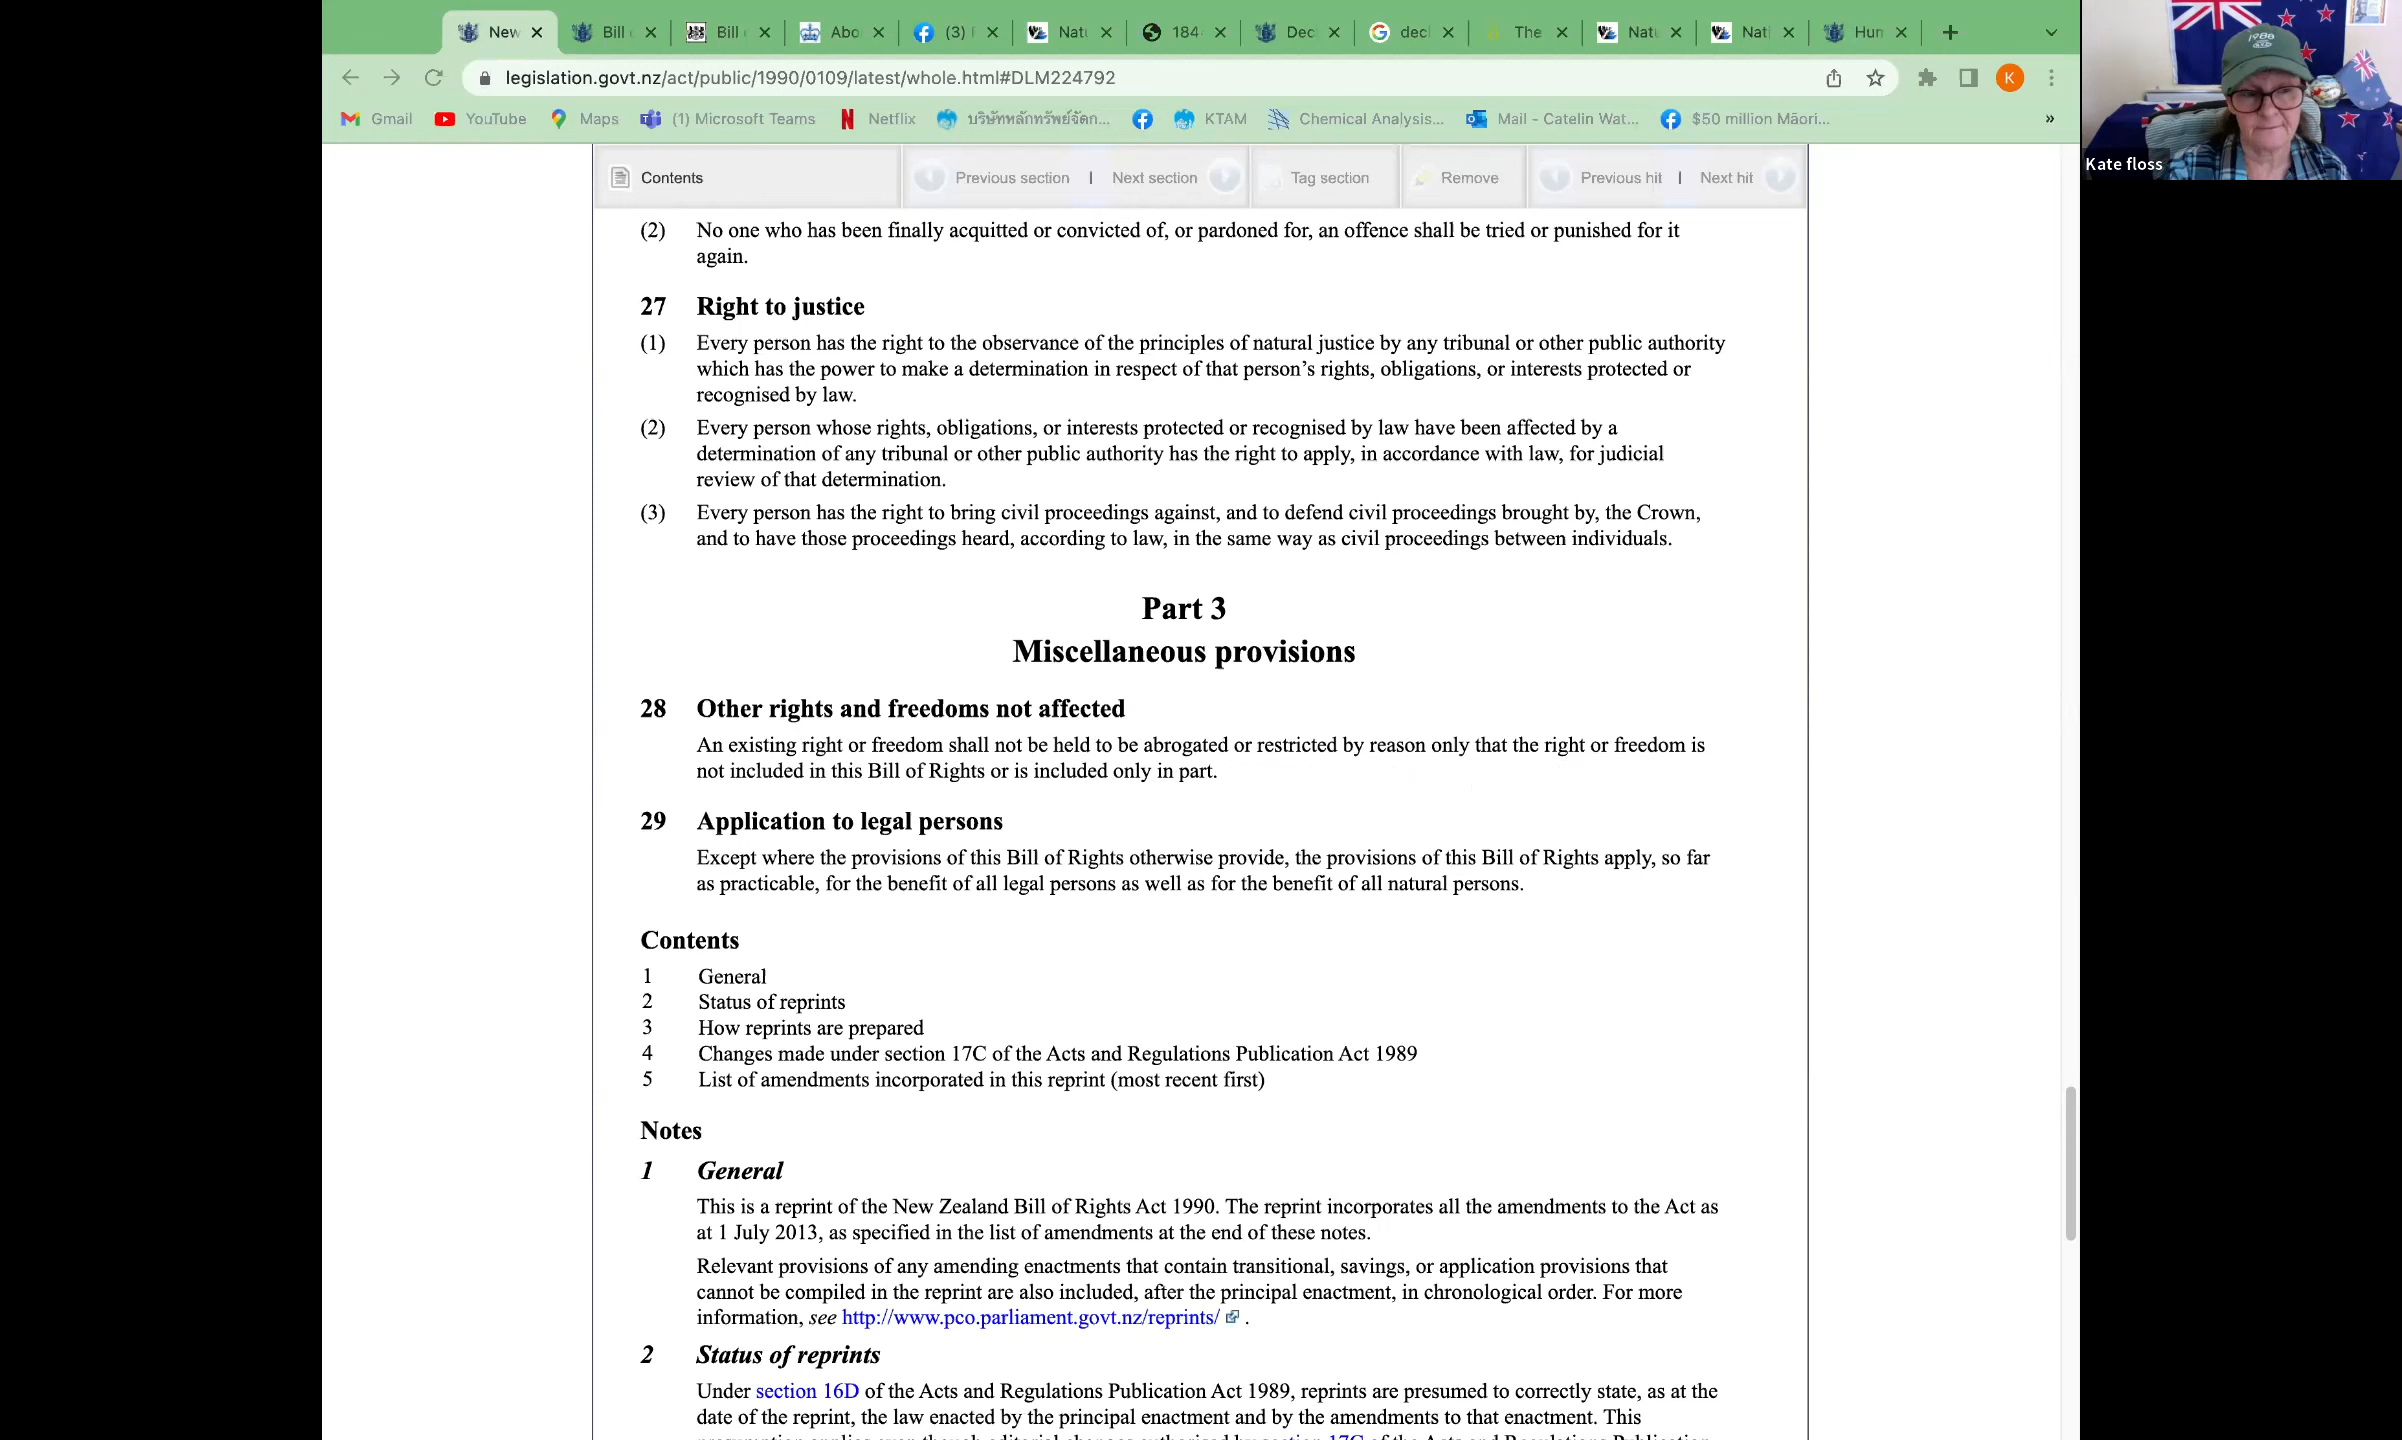 New
Bill
Bill
Abo
(3)
Natu
184
Dec
decl
The
Natu
Nati
Hun
legislation.govt.nz/act/public/1990/0109/latest/whole.html#DLM224792
K
Gmail
YouTube
Maps
(1) Microsoft Teams
Netflix
บริษัทหลักทรัพย์จัดก...
KTAM
Chemical Analysis...
Mail - Catelin Wat...
$50 million Māori...
»
1986
Kate floss
Contents
Previous section | Next section
Tag section
Remove
Previous hit | Next hit
(2) No one who has been finally acquitted or convicted of, or pardoned for, an offence shall be tried or punished for it
again.
27 Right to justice
(1) Every person has the right to the observance of the principles of natural justice by any tribunal or other public authority
which has the power to make a determination in respect of that person’s rights, obligations, or interests protected or
recognised by law.
(2) Every person whose rights, obligations, or interests protected or recognised by law have been affected by a
determination of any tribunal or other public authority has the right to apply, in accordance with law, for judicial
review of that determination.
(3) Every person has the right to bring civil proceedings against, and to defend civil proceedings brought by, the Crown,
and to have those proceedings heard, according to law, in the same way as civil proceedings between individuals.
Part 3
Miscellaneous provisions
28 Other rights and freedoms not affected
An existing right or freedom shall not be held to be abrogated or restricted by reason only that the right or freedom is
not included in this Bill of Rights or is included only in part.
29 Application to legal persons
Except where the provisions of this Bill of Rights otherwise provide, the provisions of this Bill of Rights apply, so far
as practicable, for the benefit of all legal persons as well as for the benefit of all natural persons.
Contents
1 General
2 Status of reprints
3 How reprints are prepared
4 Changes made under section 17C of the Acts and Regulations Publication Act 1989
5 List of amendments incorporated in this reprint (most recent first)
Notes
1 General
This is a reprint of the New Zealand Bill of Rights Act 1990. The reprint incorporates all the amendments to the Act as
at 1 July 2013, as specified in the list of amendments at the end of these notes.
Relevant provisions of any amending enactments that contain transitional, savings, or application provisions that
cannot be compiled in the reprint are also included, after the principal enactment, in chronological order. For more
information, see http://www.pco.parliament.govt.nz/reprints/ .
2 Status of reprints
Under section 16D of the Acts and Regulations Publication Act 1989, reprints are presumed to correctly state, as at the
date of the reprint, the law enacted by the principal enactment and by the amendments to that enactment. This